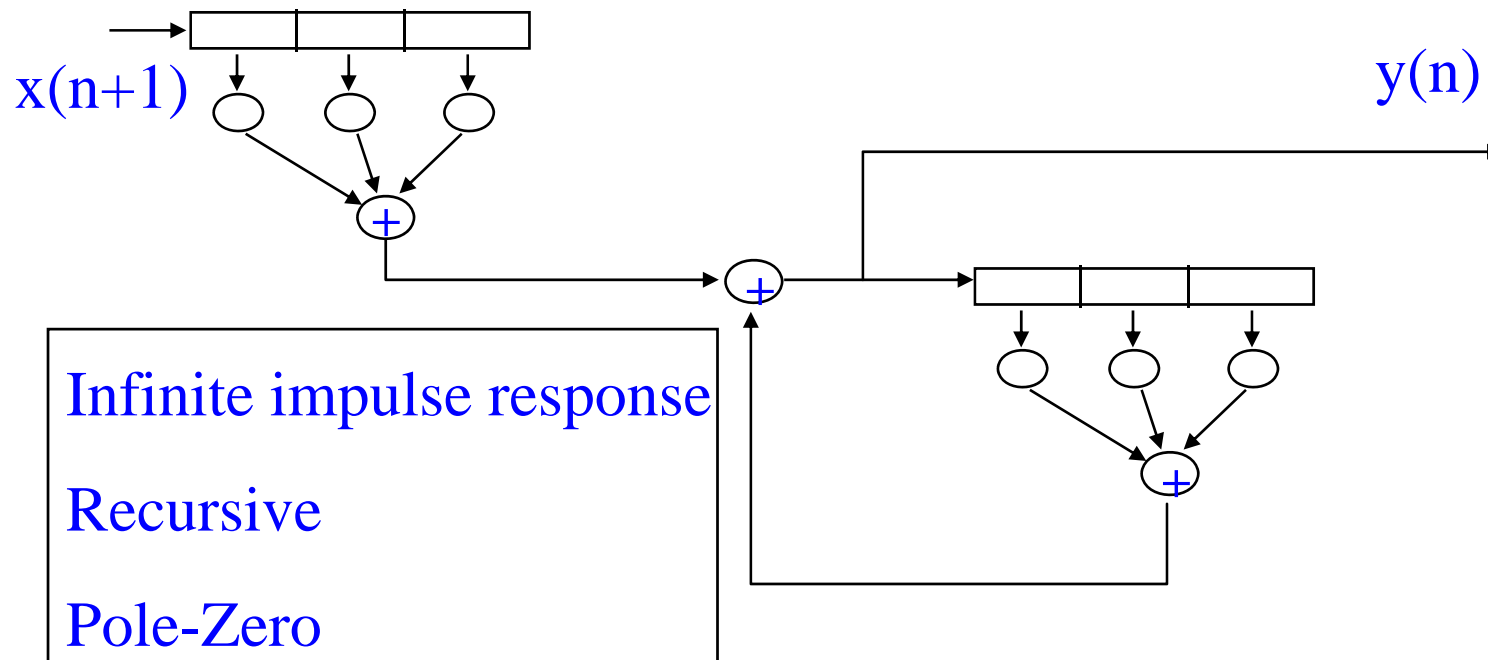 x(n+1)
y(n)
+
+
+
Infinite impulse response
Recursive
Pole-Zero